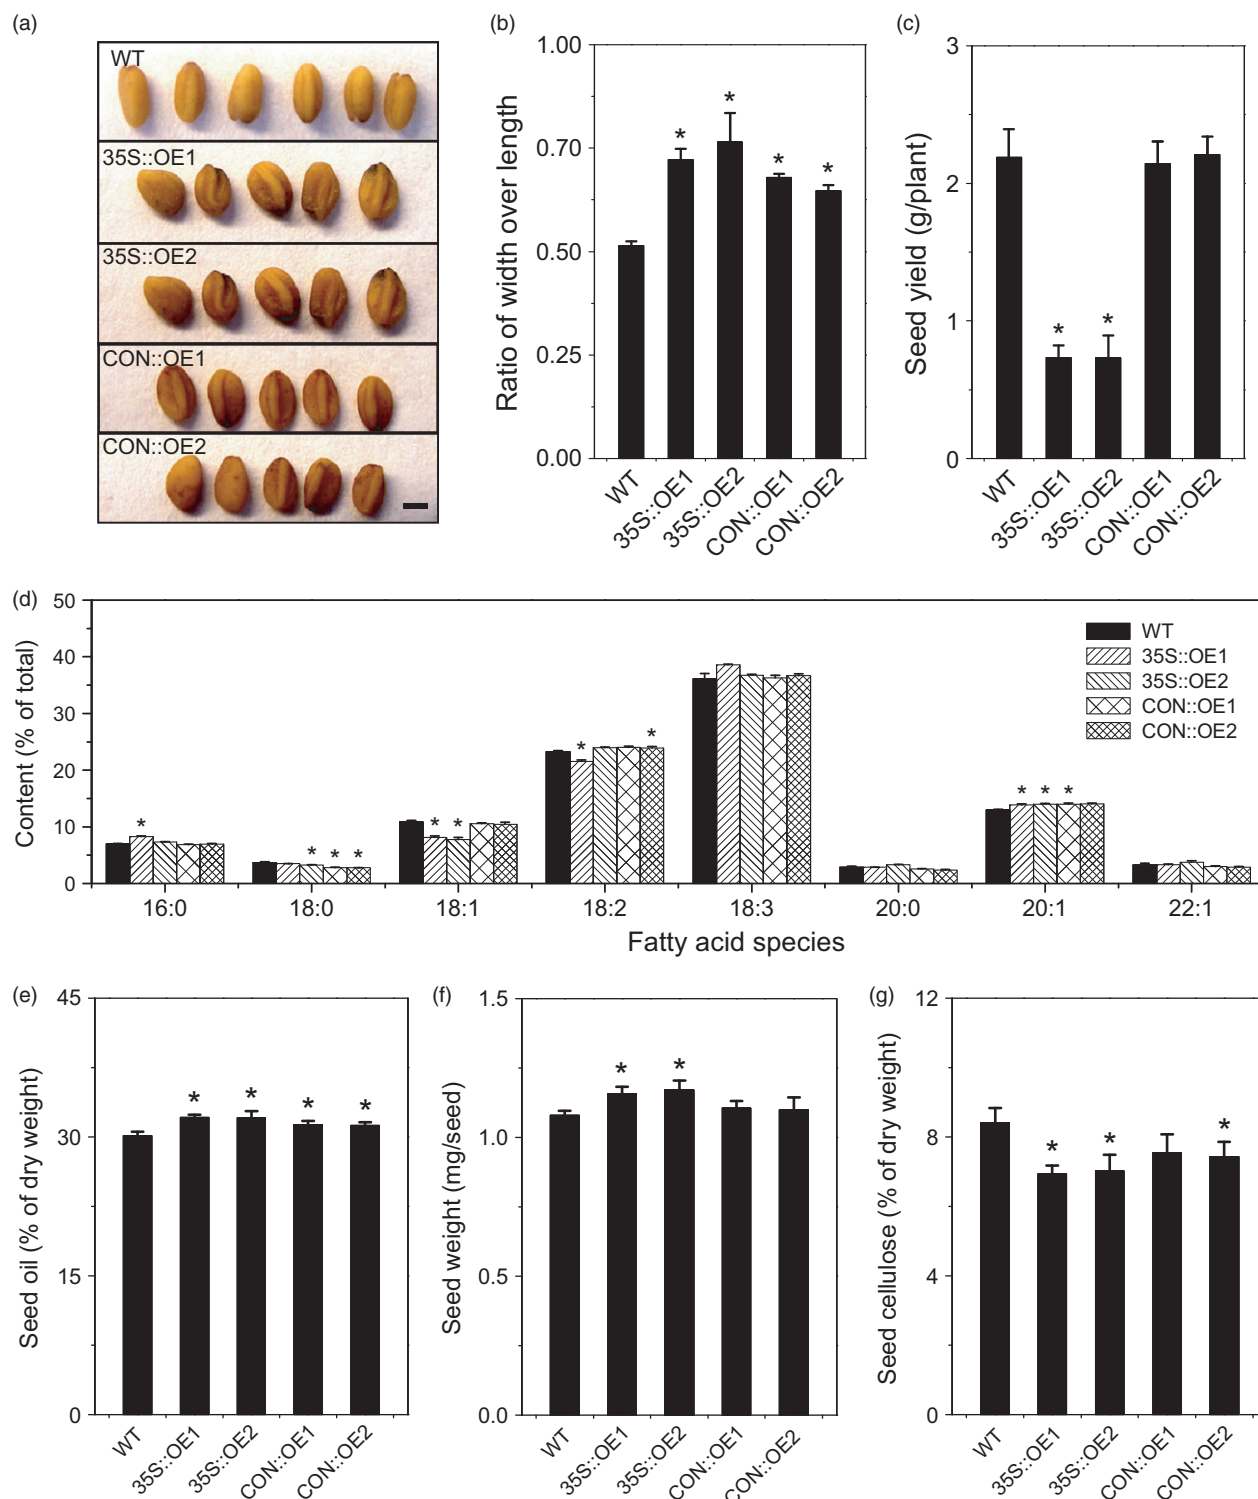 (a)
WT
35S::OE1
35S::OE2
CON::OE1
CON::OE2
(b)
Ratio of width over length
1.00
0.70
0.50
0.25
0.00
WT
35S::OE1
35S::OE2
CON::OE1
CON::OE2
* * * *
(c)
Seed yield (g/plant)
3
2
1
0
WT
35S::OE1
35S::OE2
CON::OE1
CON::OE2
* *
(d)
Content (% of total)
50
40
30
20
10
0
* * * * * * * * * * * *
WT
35S::OE1
35S::OE2
CON::OE1
CON::OE2
16:0 18:0 18:1 18:2 18:3 20:0 20:1 22:1
Fatty acid species
(e)
Seed oil (% of dry weight)
45
30
15
0
* * * *
WT
35S::OE1
35S::OE2
CON::OE1
CON::OE2
(f)
Seed weight (mg/seed)
1.5
1.0
0.5
0.0
* *
WT
35S::OE1
35S::OE2
CON::OE1
CON::OE2
(g)
Seed cellulose (% of dry weight)
12
8
4
0
* * *
WT
35S::OE1
35S::OE2
CON::OE1
CON::OE2